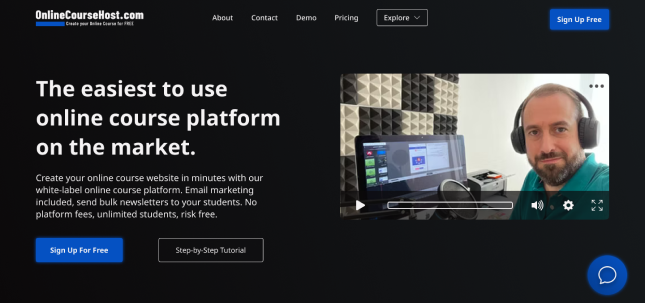 OnlineCourseHost.com
Create your Online Course for FREE
About
Contact
Demo
Pricing
Explore
Sign Up Free
The easiest to use
online course platform
on the market.
Create your online course website in minutes with our
white-label online course platform. Email marketing
included, send bulk newsletters to your students. No
platform fees, unlimited students, risk free.
Sign Up For Free
Step-by-Step Tutorial